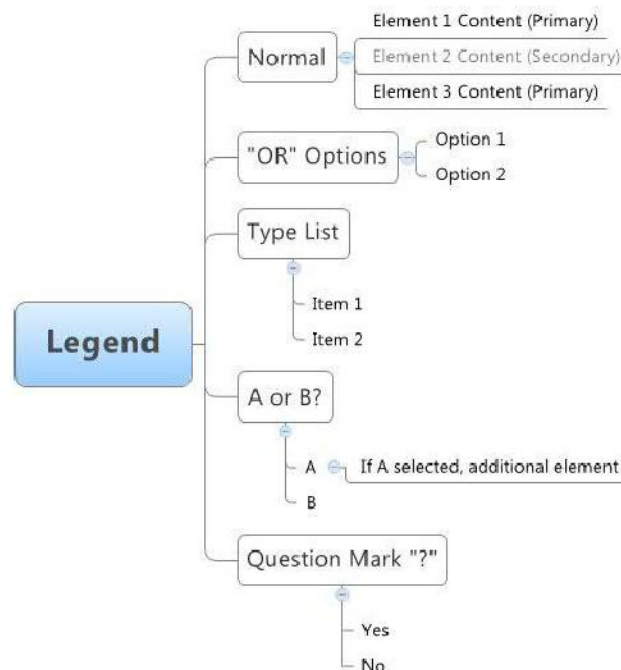 Element 1 Content (Primary)
Normal
Element 2 Content (Secondary)
Element 3 Content (Primary)
"OR" Options
Option 1
Option 2
Type List
Item 1
Item 2
Legend
A or B?
A
If A selected, additional element
B
Question Mark "?"
Yes
No